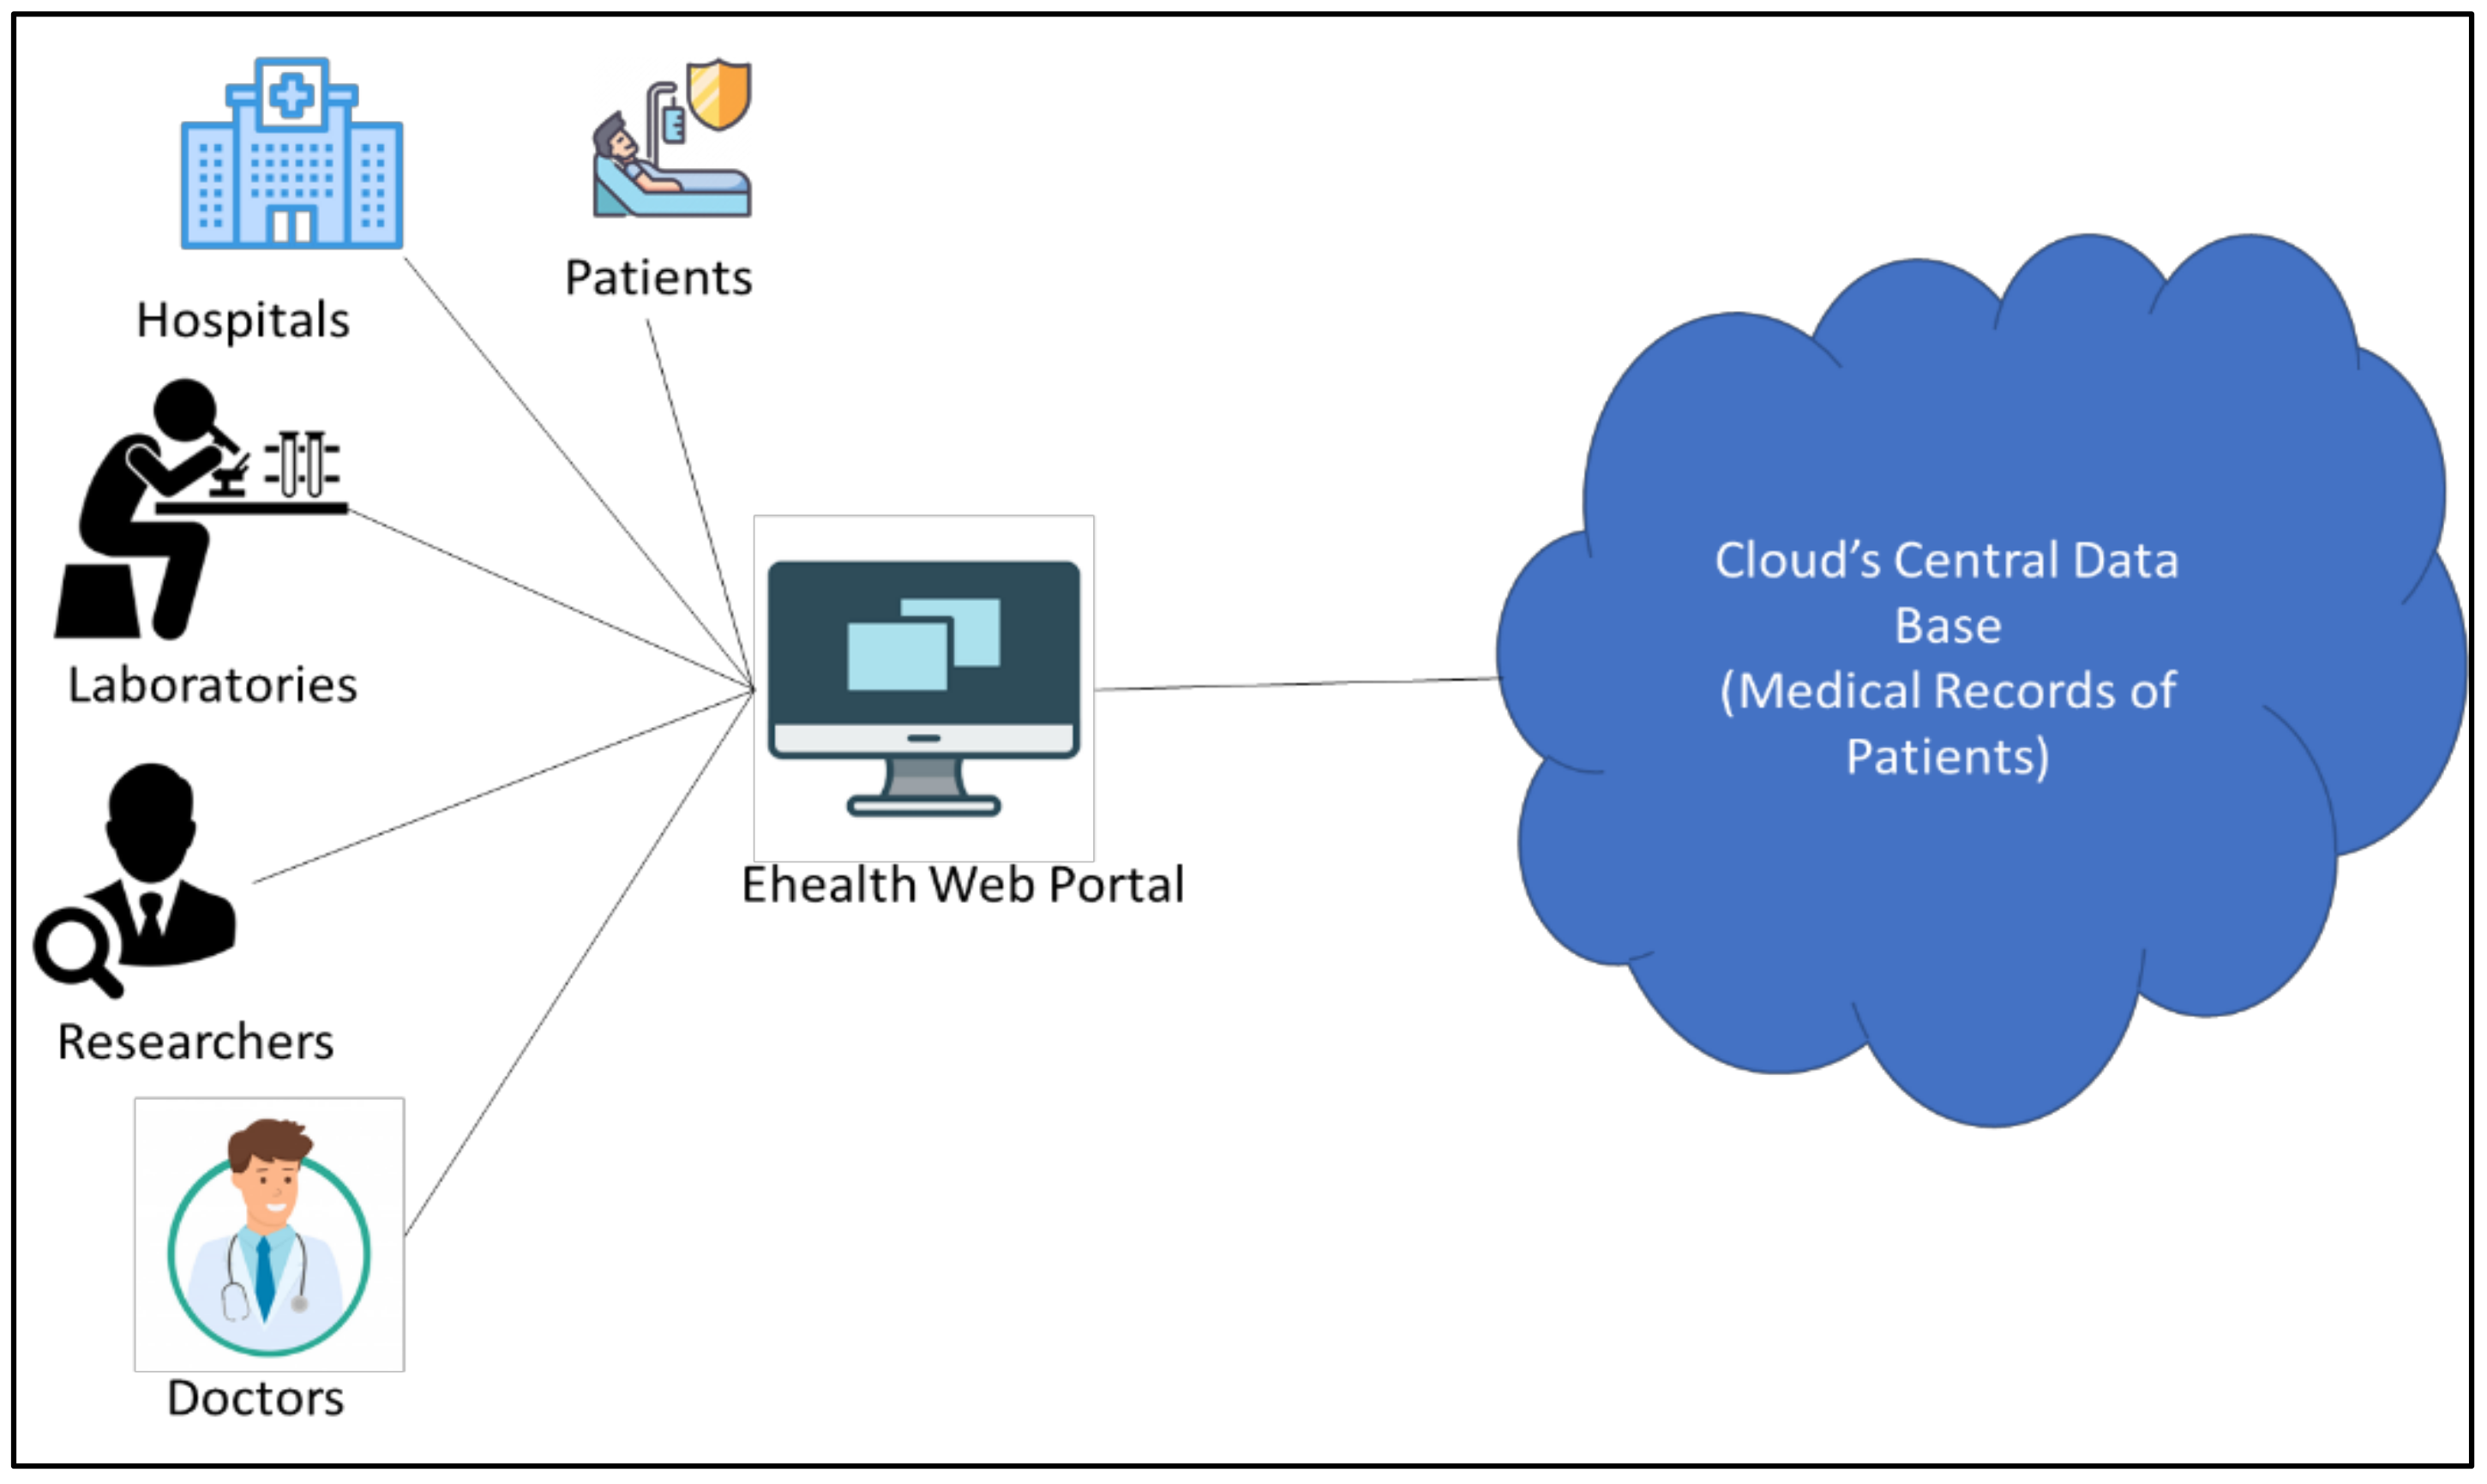 Hospitals
Patients
Laboratories
Researchers
Doctors
Ehealth Web Portal
Cloud’s Central Data
Base
(Medical Records of
Patients)